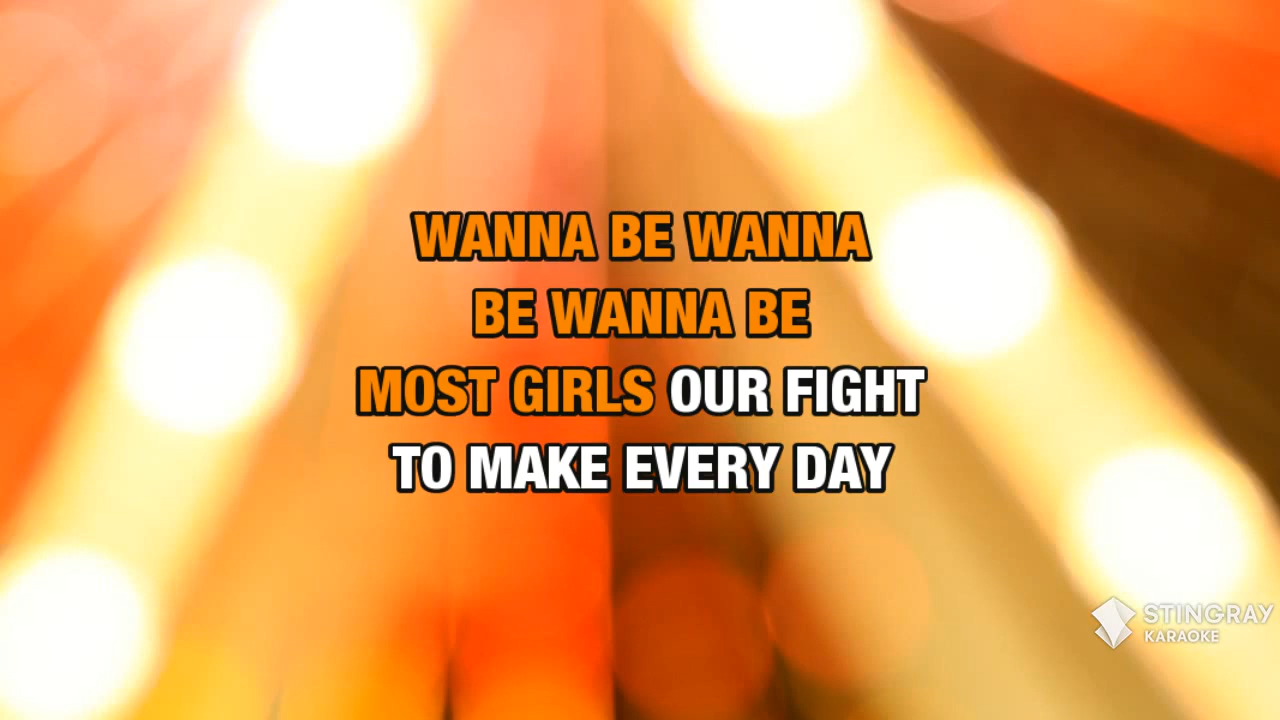 WANNA BE WANNA
BE WANNA BE
MOST GIRLS OUR FIGHT
TO MAKE EVERY DAY
STINGRAY
KARAOKE